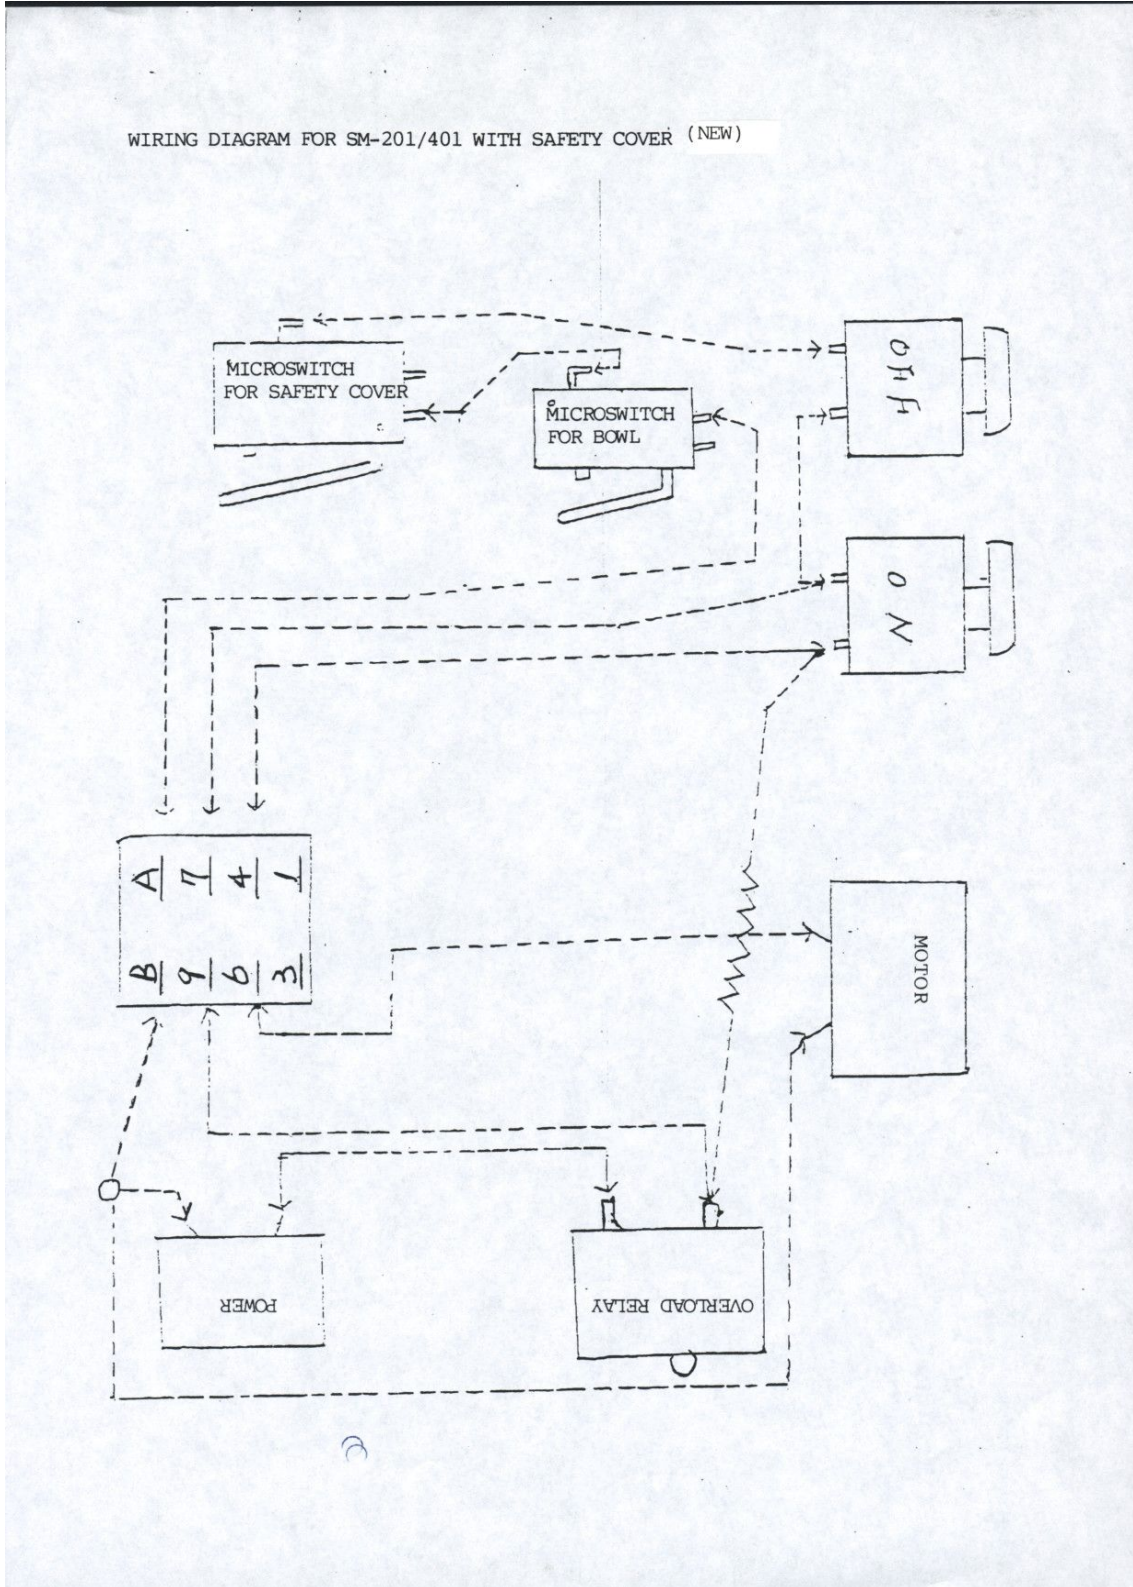 WIRING DIAGRAM FOR SM-201/401 WITH SAFETY COVER (NEW)
MICROSWITCH
FOR SAFETY COVER
MICROSWITCH
FOR BOWL
OFF
ON
A 7 4 1
B 9 6 3
MOTOR
POWER
OVERLOAD RELAY